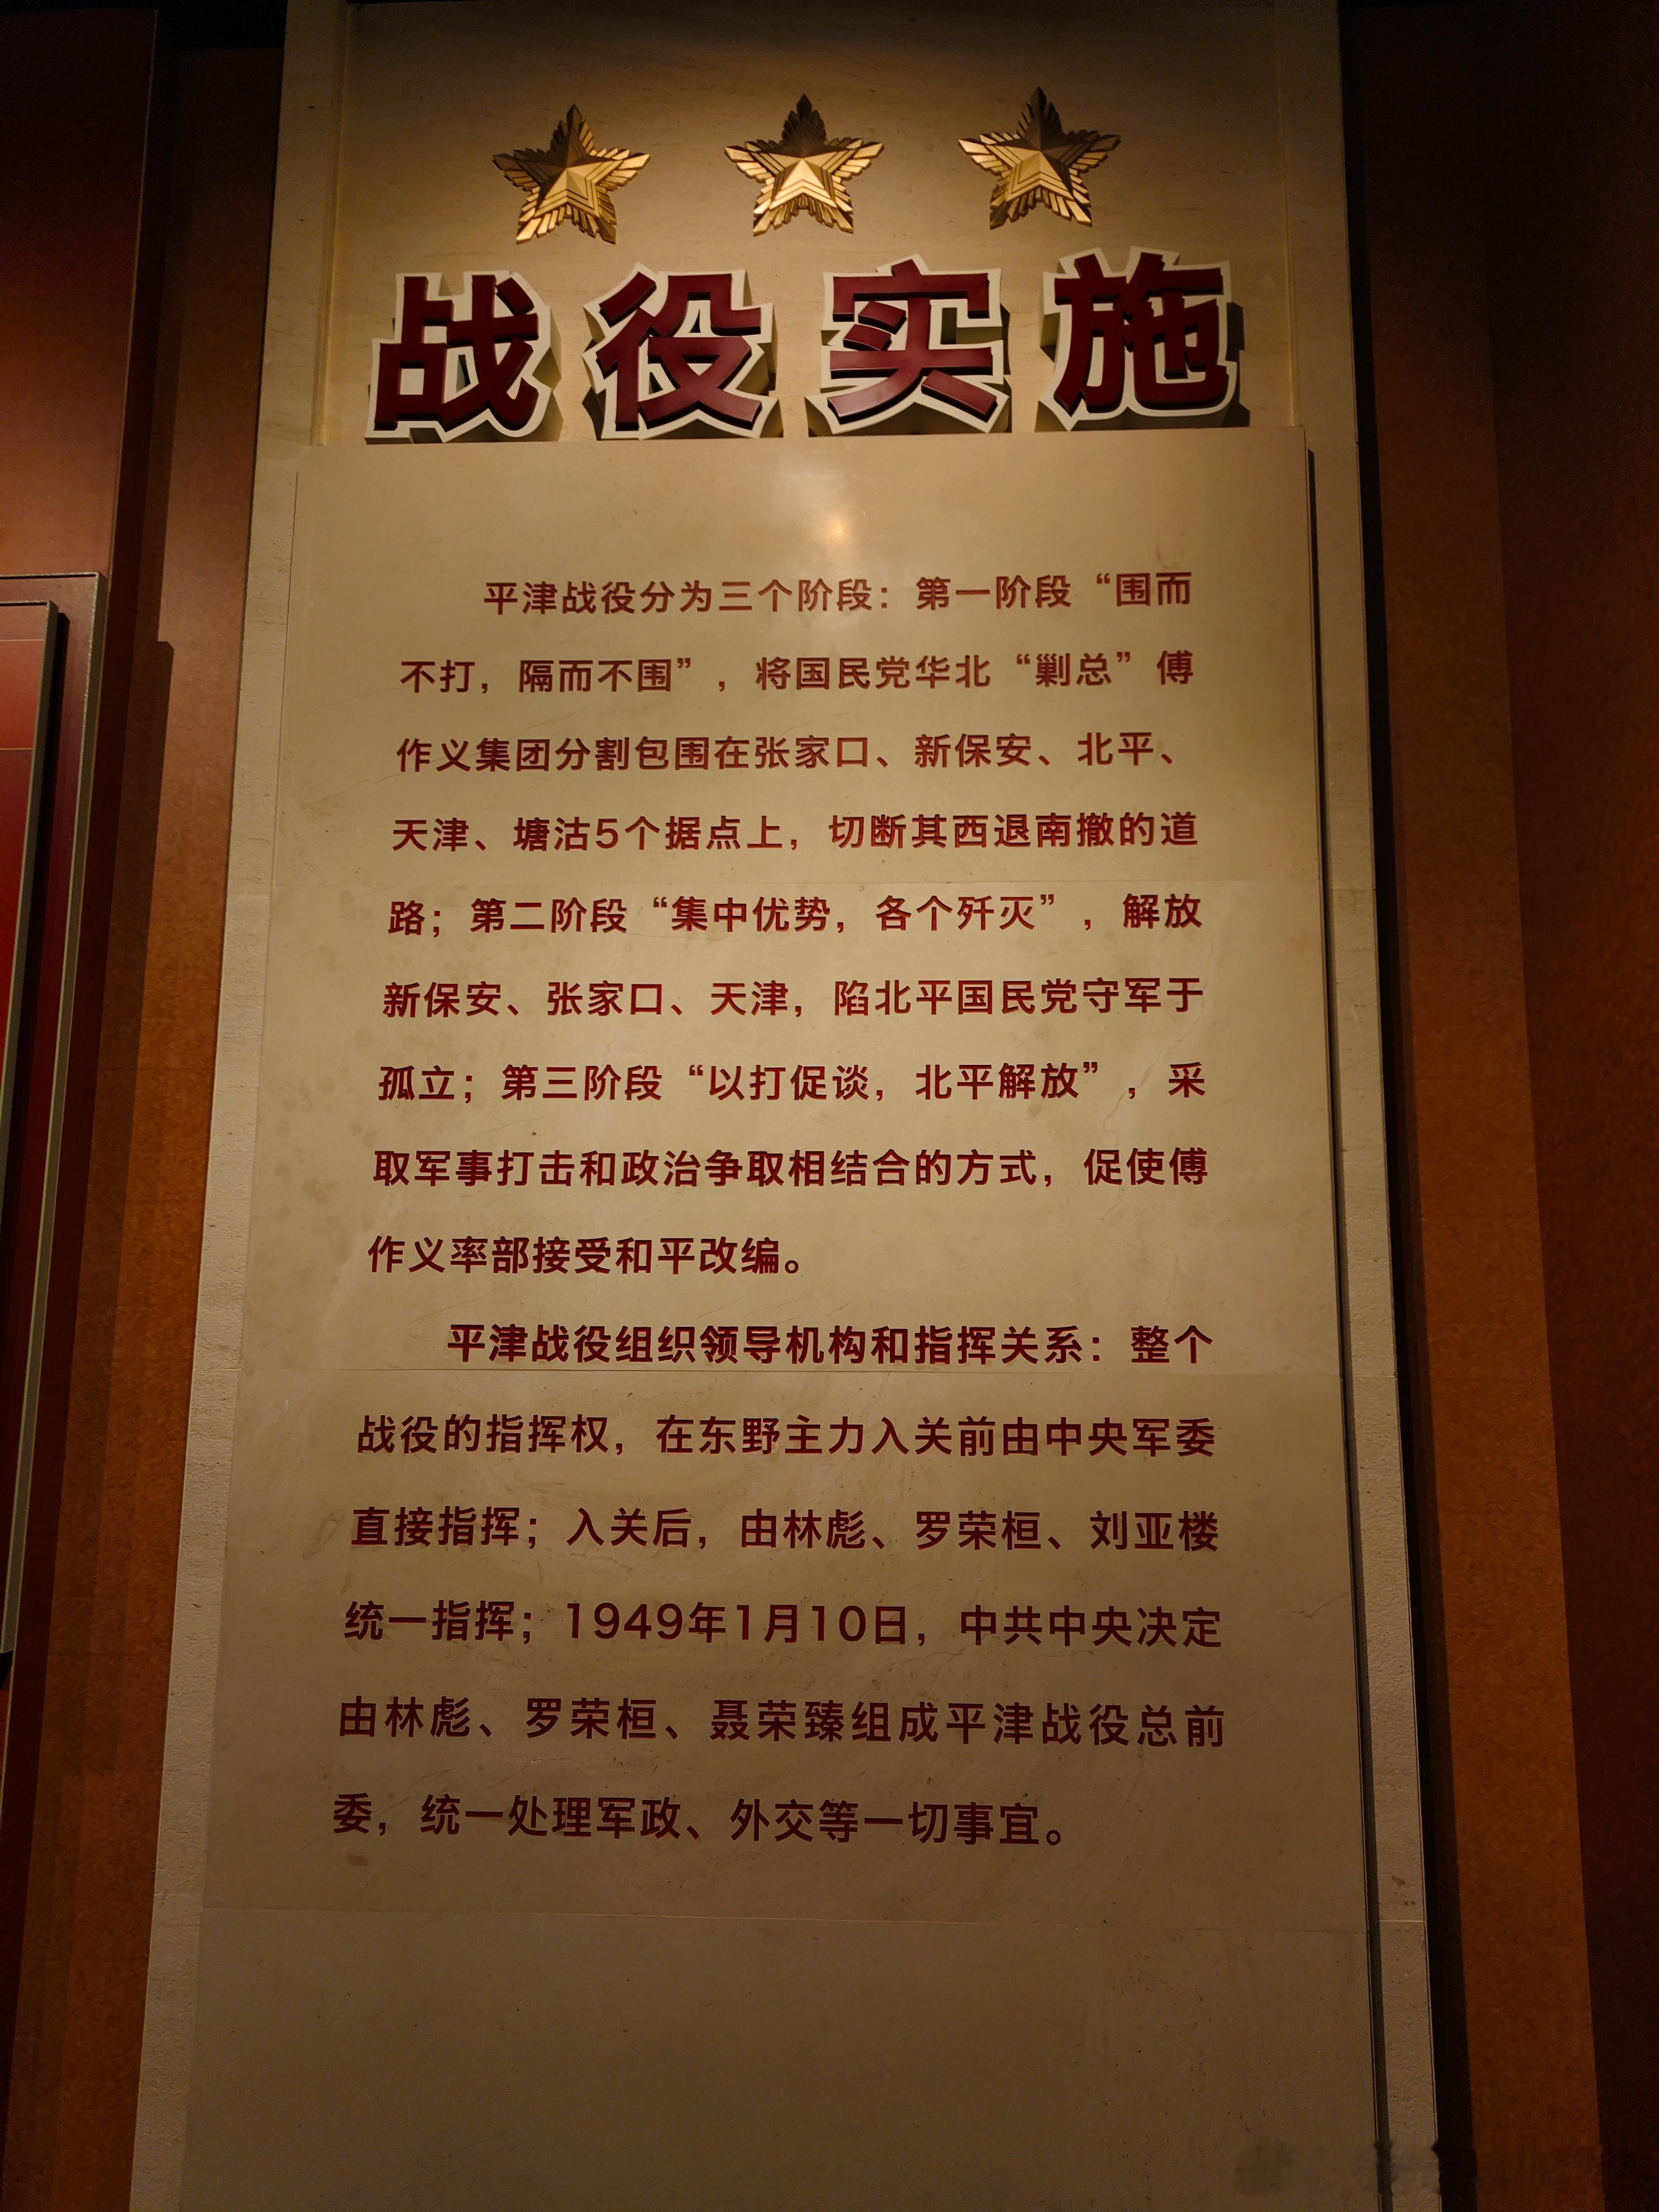 战役实施
平津战役分为三个阶段：第一阶段“围而
不打，隔而不围”，将国民党华北“剿总”傅
作义集团分割包围在张家口、新保安、北平、
天津、塘沽5个据点上，切断其西退南撤的道
路；第二阶段“集中优势，各个歼灭”，解放
新保安、张家口、天津，陷北平国民党守军于
孤立；第三阶段“以打促谈，北平解放”，采
取军事打击和政治争取相结合的方式，促使傅
作义率部接受和平改编。
平津战役组织领导机构和指挥关系：整个
战役的指挥权，在东野主力入关前由中央军委
直接指挥；入关后，由林彪、罗荣桓、刘亚楼
统一指挥；1949年1月10日，中共中央决定
由林彪、罗荣桓、聂荣臻组成平津战役总前
委，统一处理军政、外交等一切事宜。